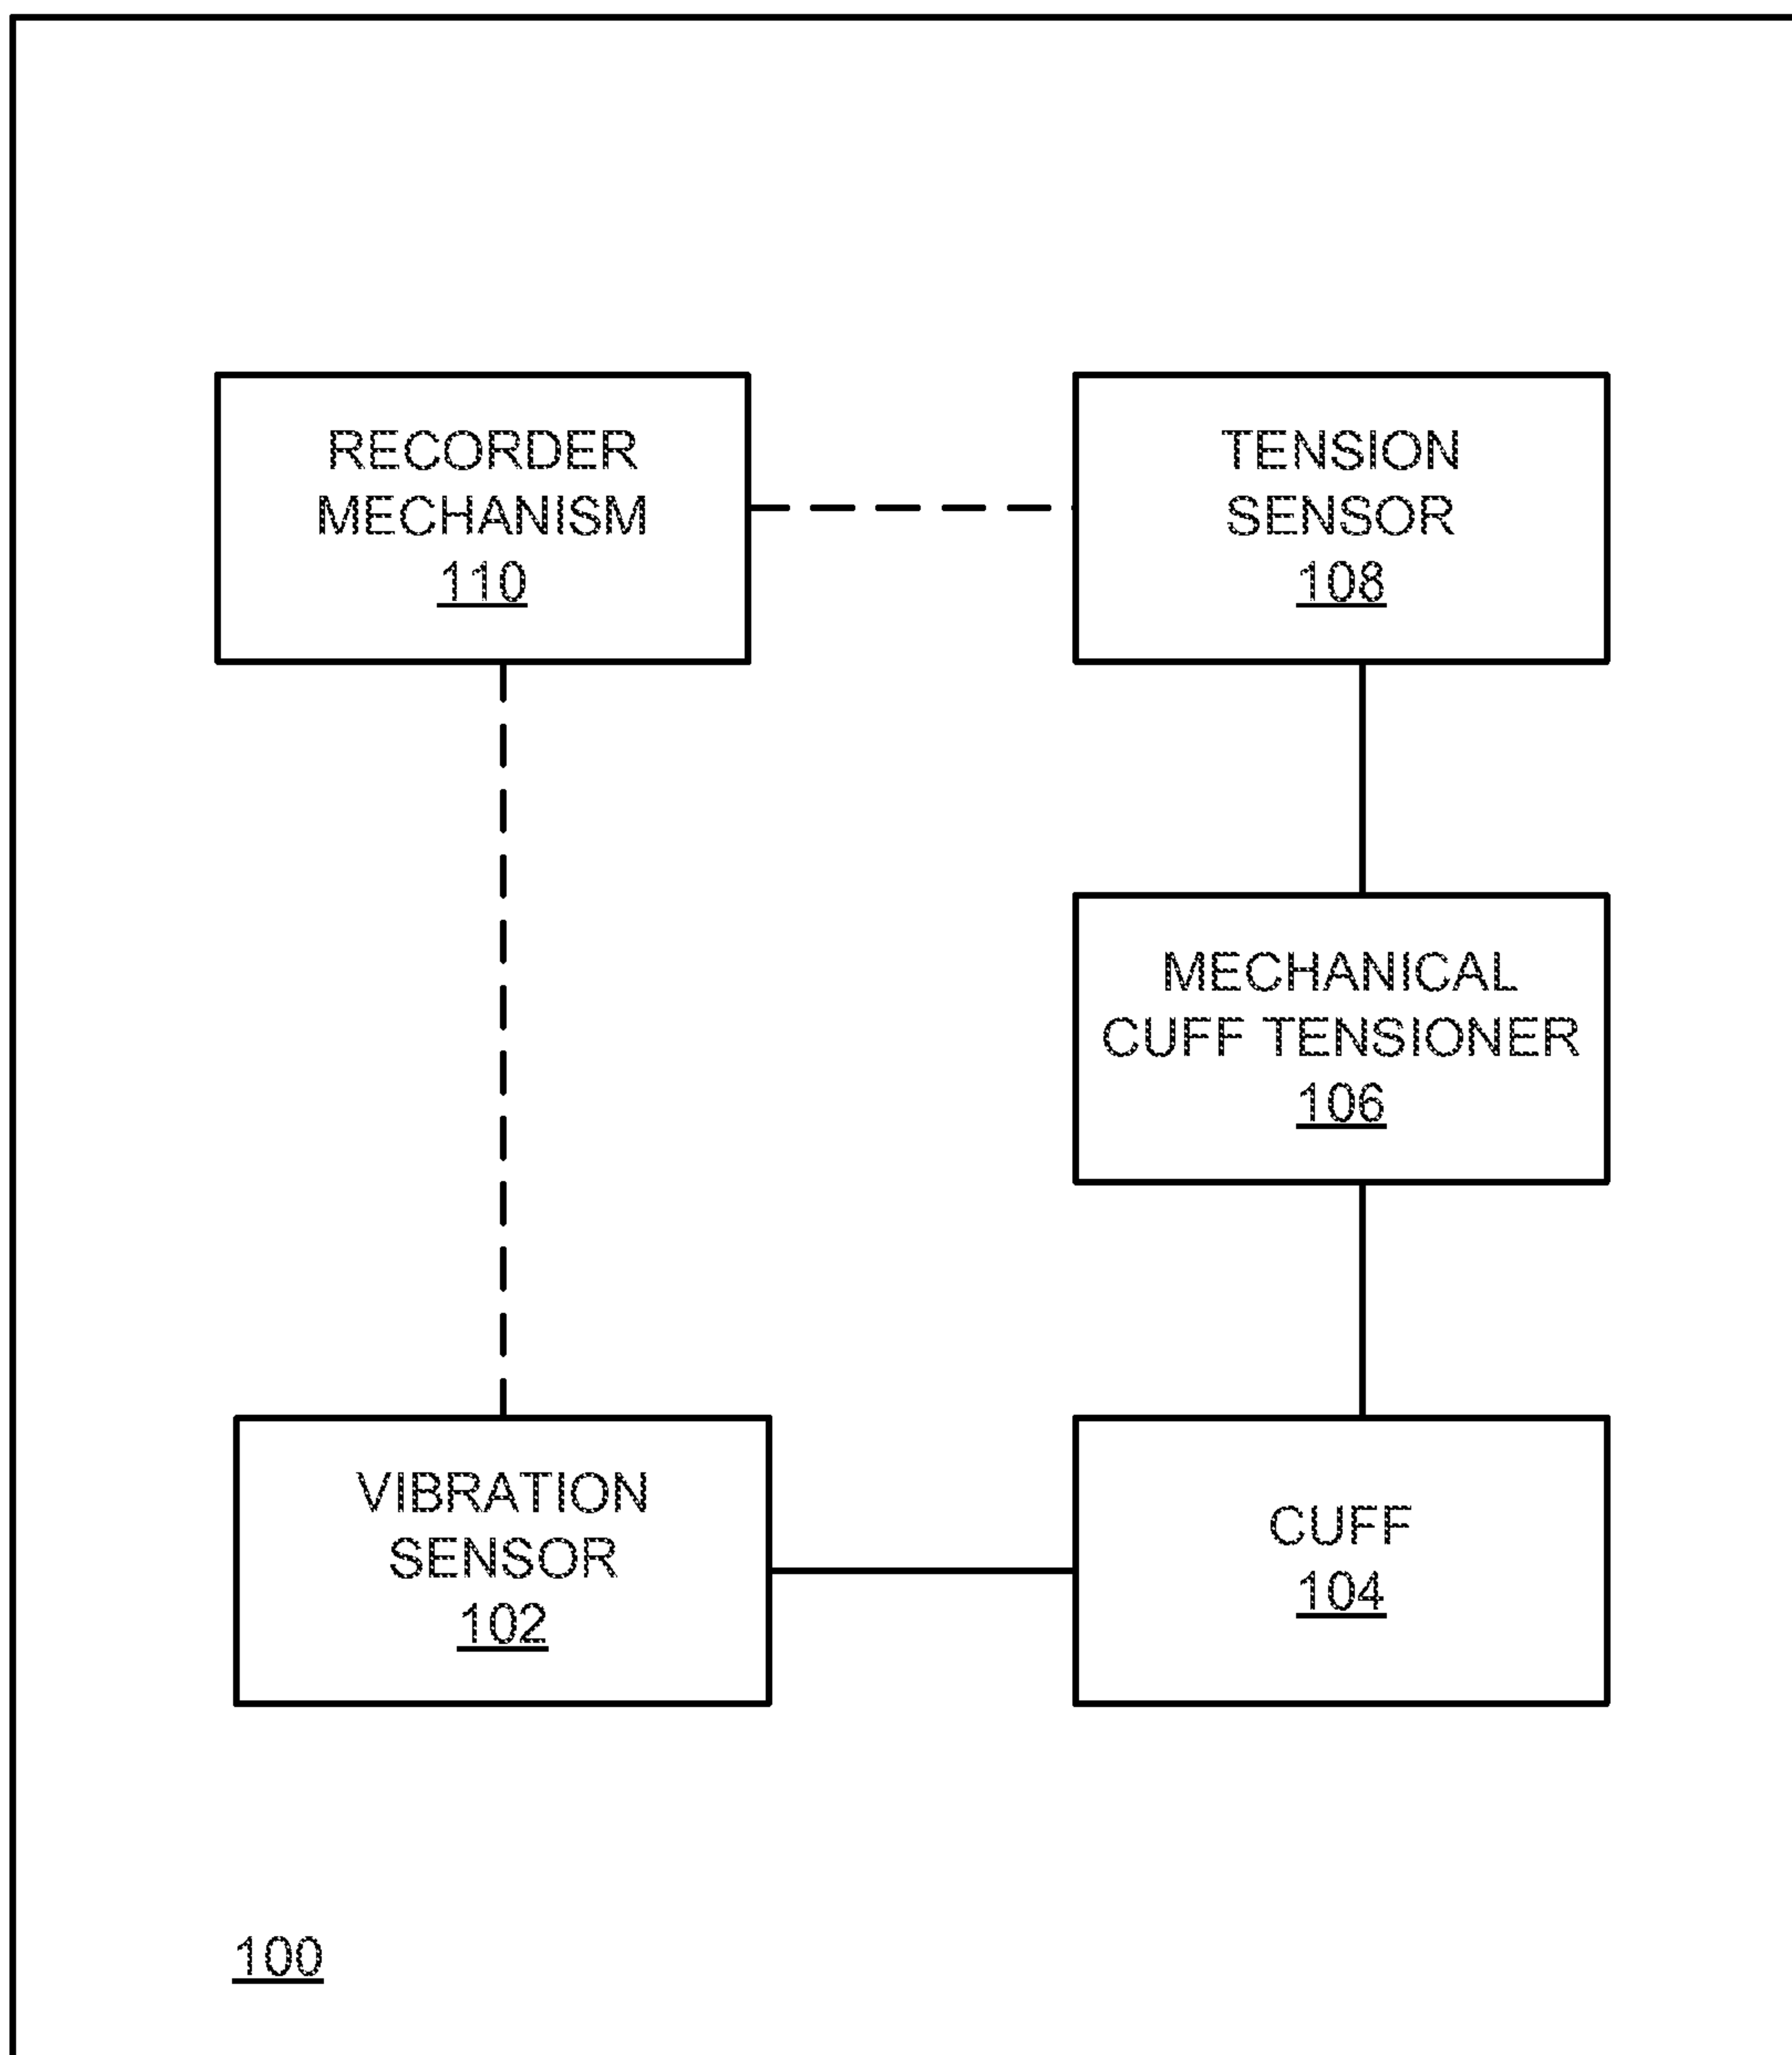 RECORDER
MECHANISM
110
TENSION
SENSOR
108
MECHANICAL
CUFF TENSIONER
106
VIBRATION
SENSOR
102
CUFF
104
100